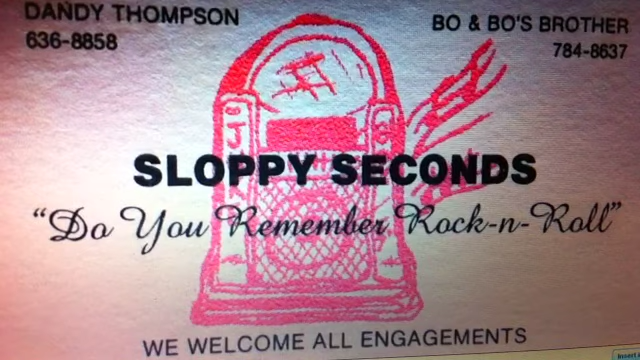 DANDY THOMPSON
636-8858
BO & BO'S BROTHER
784-8637
SLOPPY SECONDS
"Do You Remember Rock-n-Roll"
WE WELCOME ALL ENGAGEMENTS
Insert